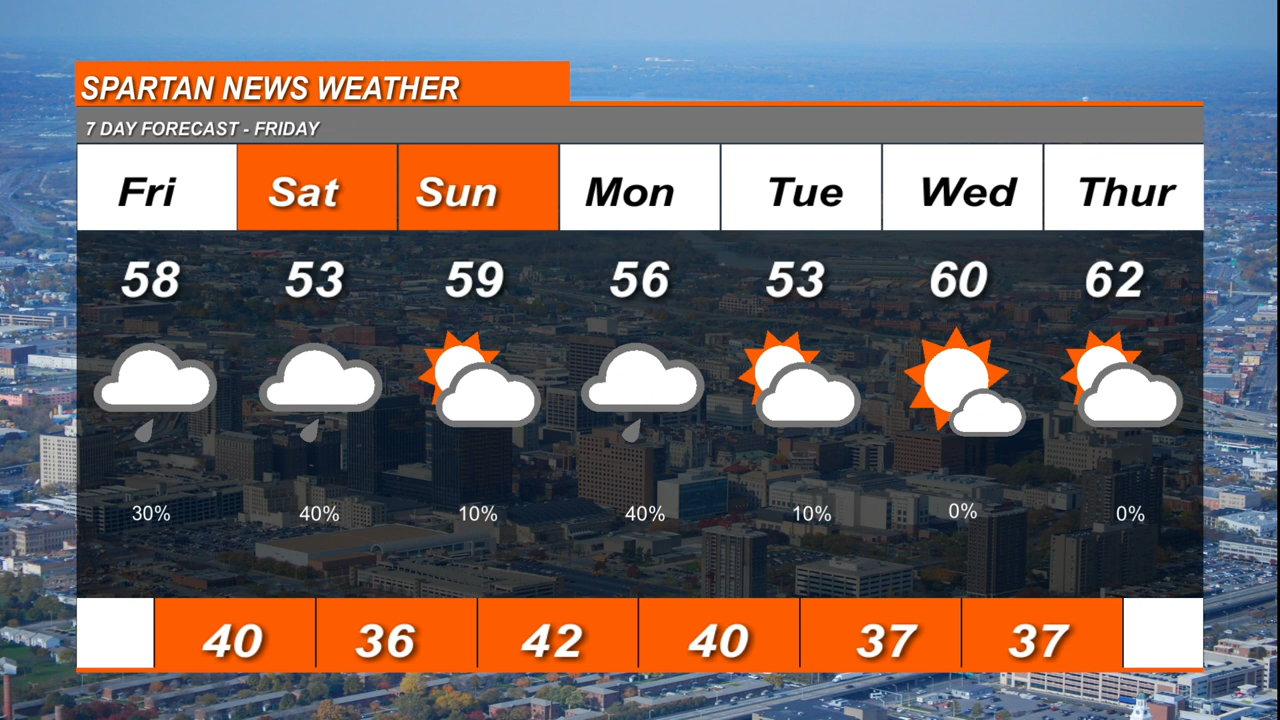 SPARTAN NEWS WEATHER
7 DAY FORECAST - FRIDAY
Fri Sat Sun Mon Tue Wed Thur
58 53 59 56 53 60 62
30% 40% 10% 40% 10% 0% 0%
40 36 42 40 37 37